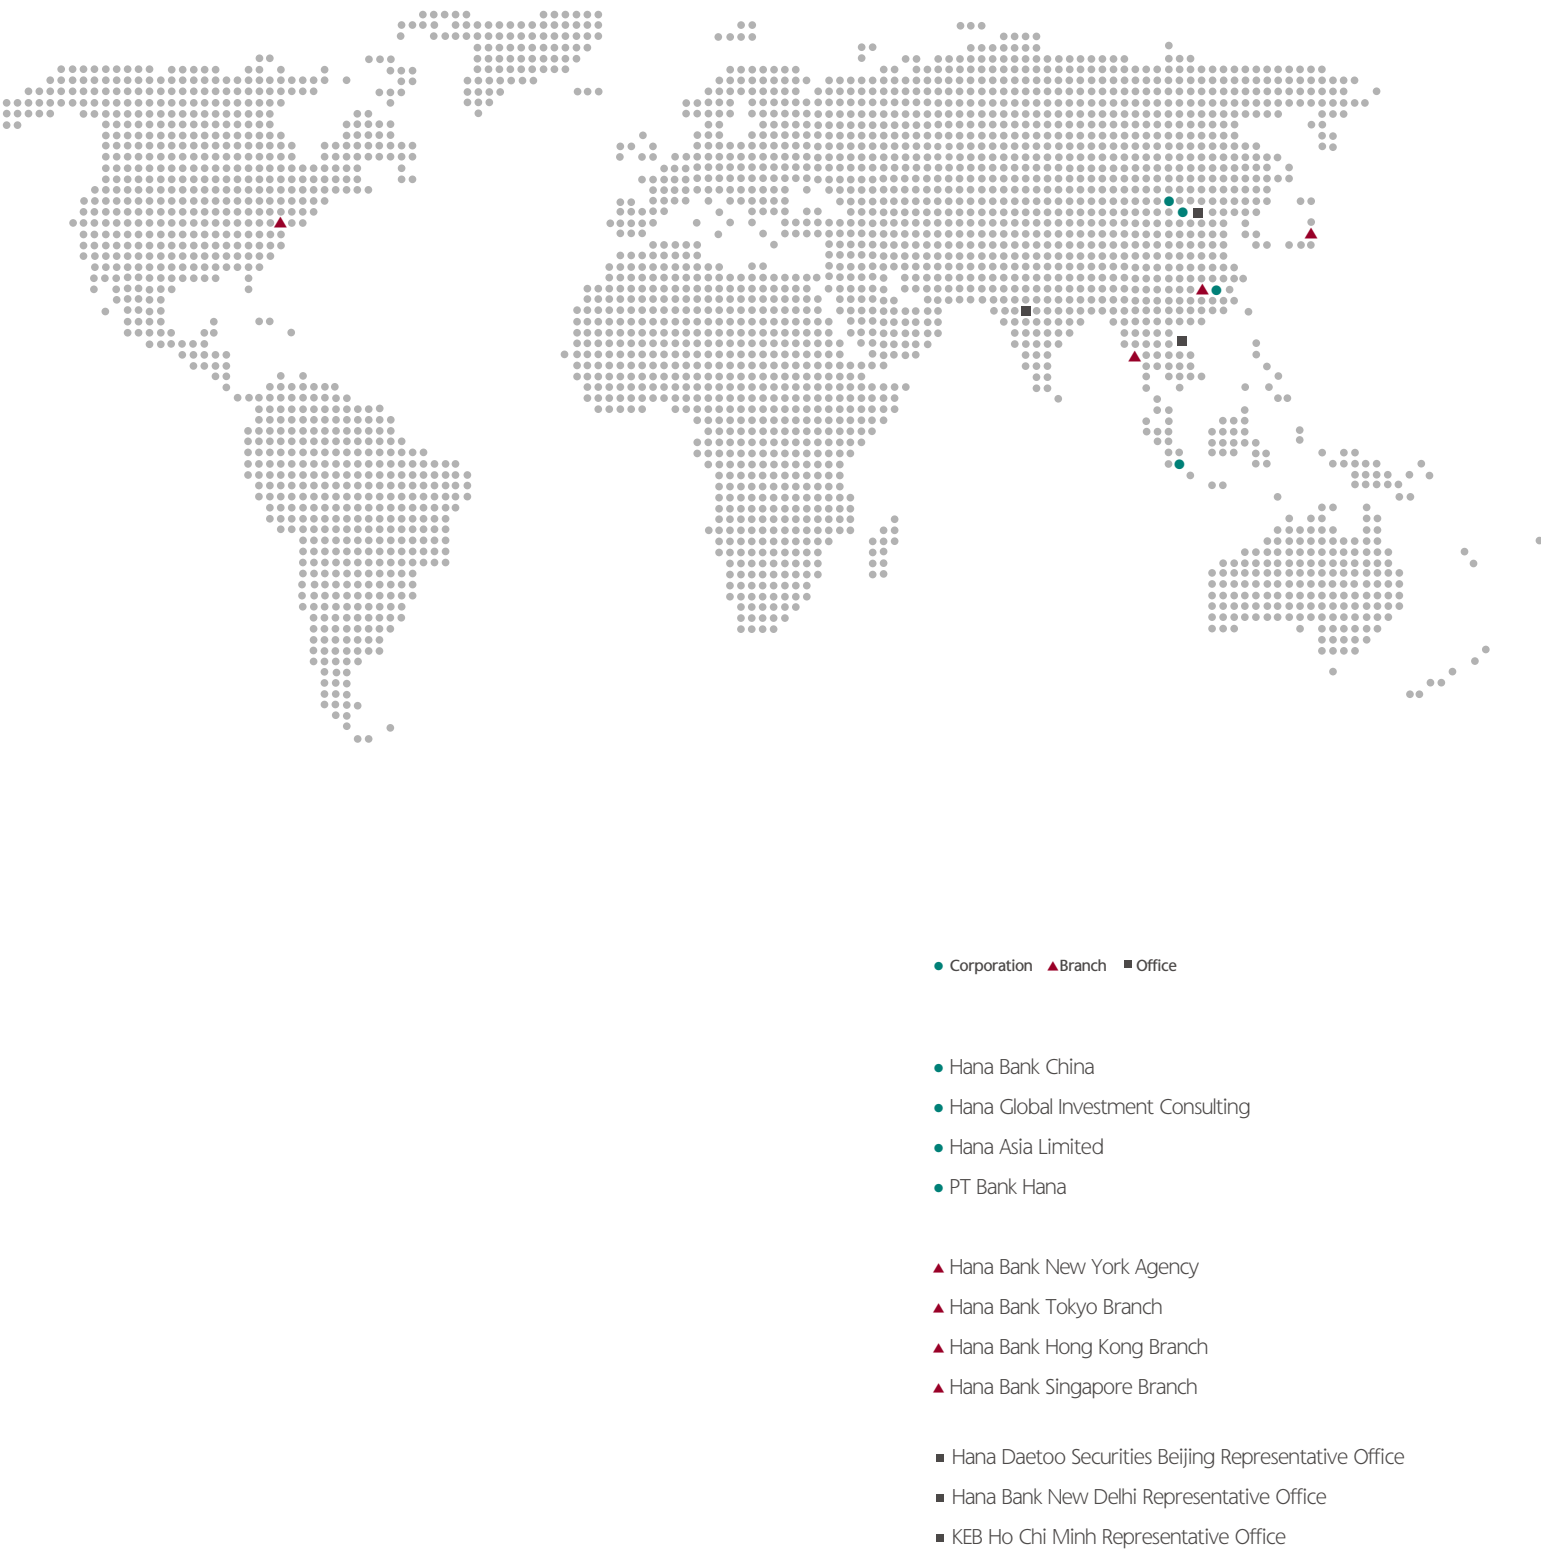 Corporation Branch Office
Hana Bank China
Hana Global Investment Consulting
Hana Asia Limited
PT Bank Hana
Hana Bank New York Agency
Hana Bank Tokyo Branch
Hana Bank Hong Kong Branch
Hana Bank Singapore Branch
Hana Daetoo Securities Beijing Representative Office
Hana Bank New Delhi Representative Office
KEB Ho Chi Minh Representative Office